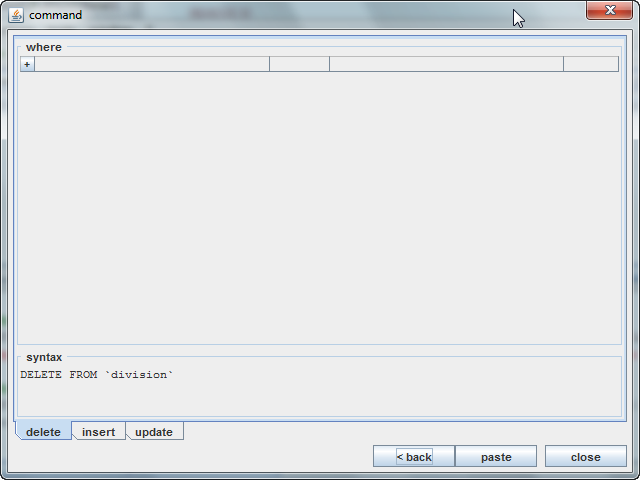 command
where
+
syntax
DELETE FROM `division`
delete insert update
< back paste close